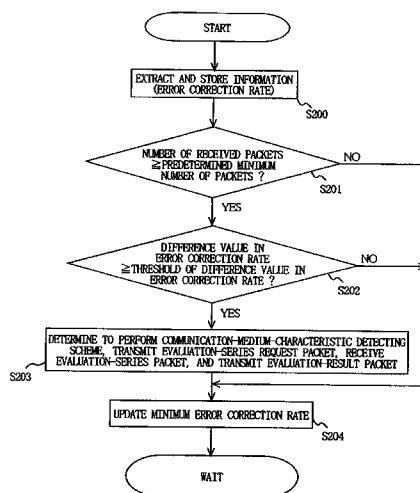 START
EXTRACT AND STORE INFORMATION
(ERROR CORRECTION RATE)
S200
NUMBER OF RECEIVED PACKETS
≧PREDETERMINED MINIMUM
NUMBER OF PACKETS ?
NO
S201
YES
DIFFERENCE VALUE IN
ERROR CORRECTION RATE
≧THRESHOLD OF DIFFERENCE VALUE IN
ERROR CORRECTION RATE ?
NO
S202
YES
DETERMINE TO PERFORM COMMUNICATION-MEDIUM-CHARACTERISTIC DETECTING
SCHEME, TRANSMIT EVALUATION-SERIES REQUEST PACKET, RECEIVE
EVALUATION-SERIES PACKET, AND TRANSMIT EVALUATION-RESULT PACKET
S203
UPDATE MINIMUM ERROR CORRECTION RATE
S204
WAIT